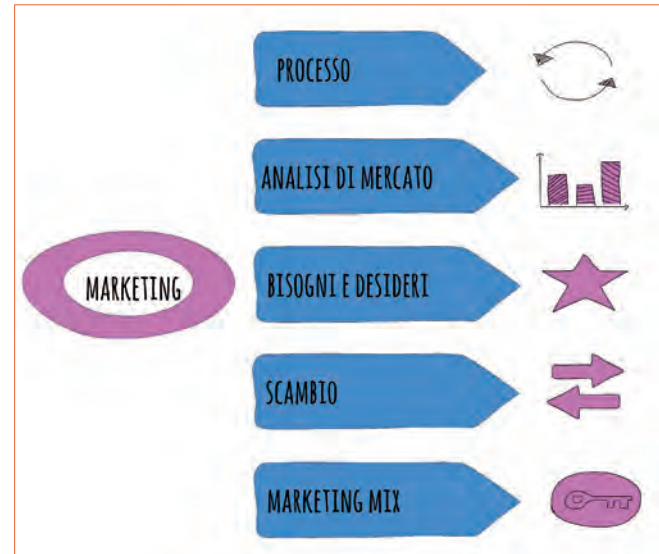 PROCESSO
ANALISI DI MERCATO
MARKETING
BISOGNI E DESIDERI
SCAMBIO
MARKETING MIX